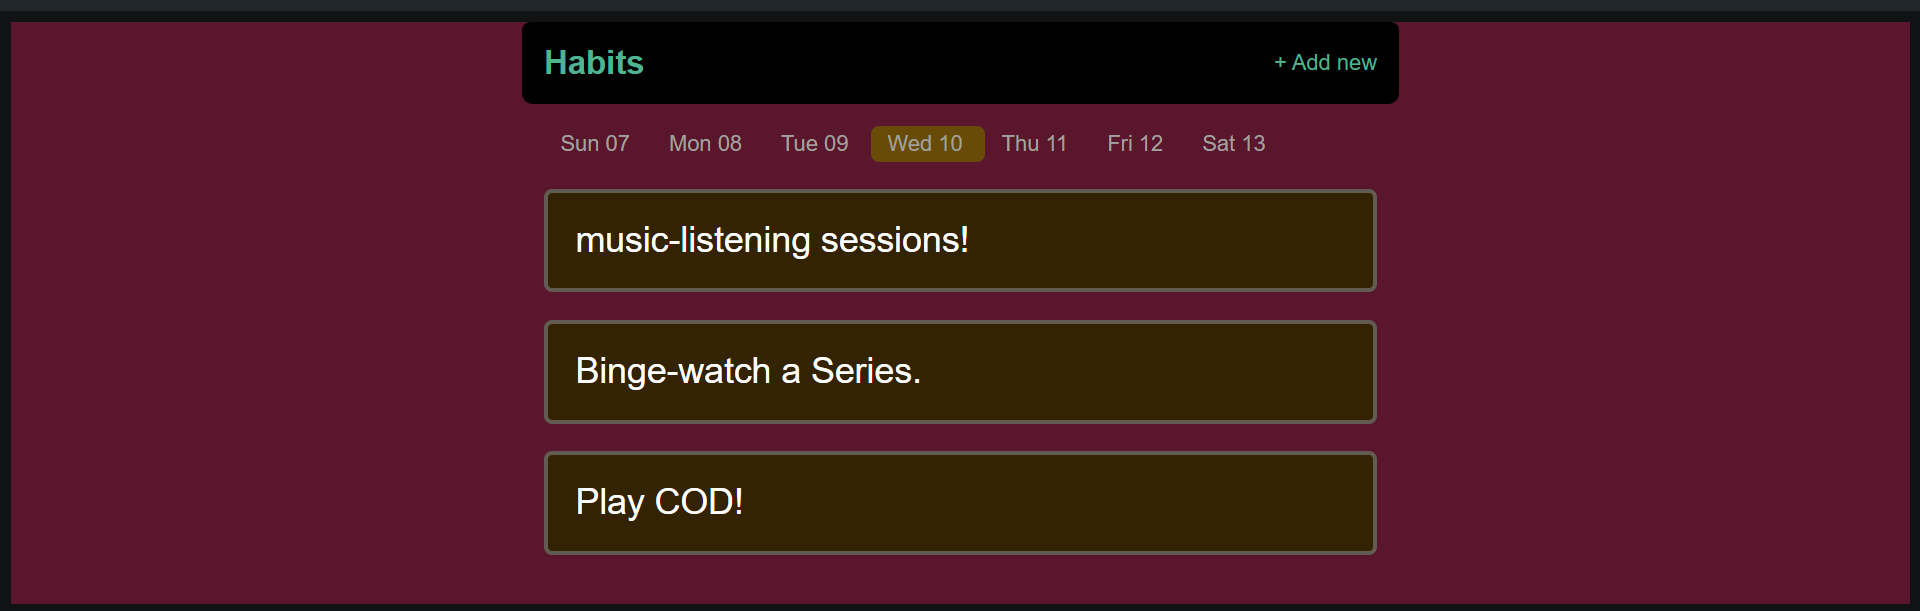 Habits + Add new
Sun 07 Mon 08 Tue 09 Wed 10 Thu 11 Fri 12 Sat 13
music-listening sessions!
Binge-watch a Series.
Play COD!